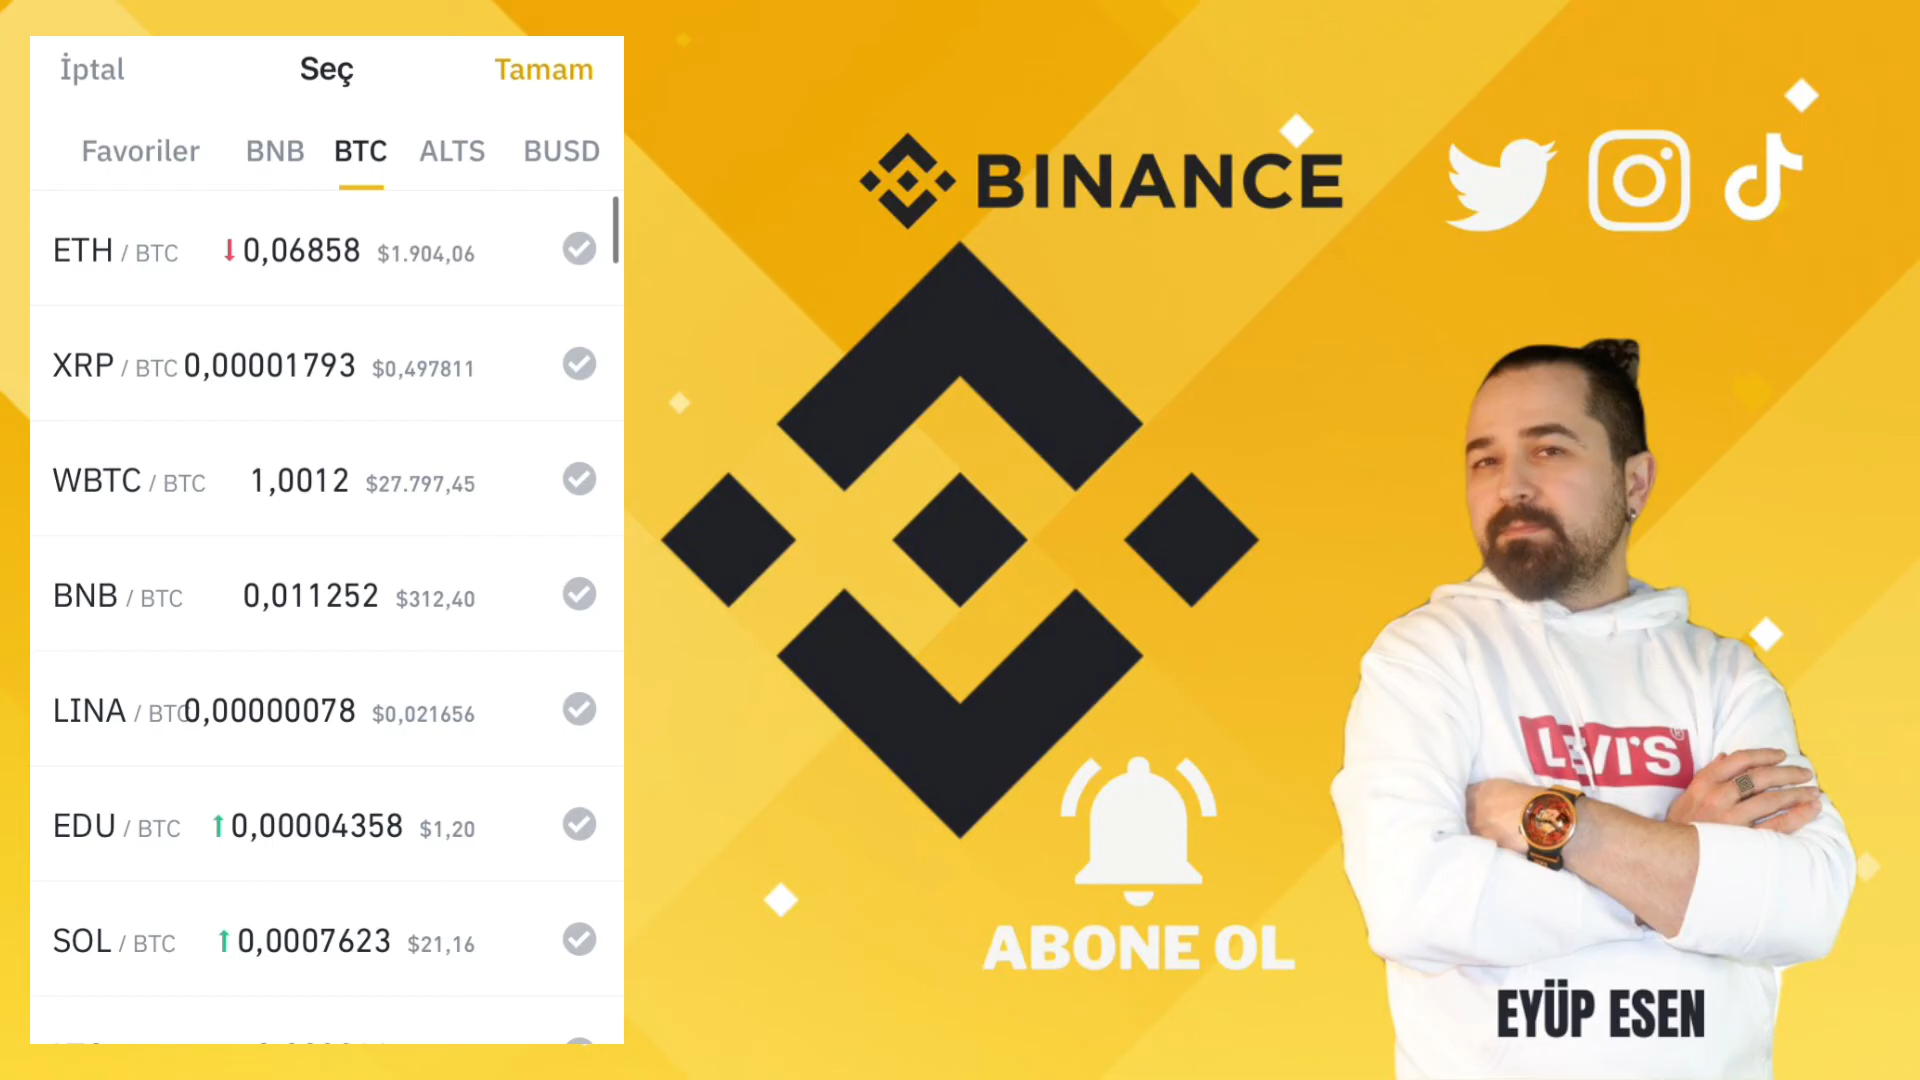 İptal Seç Tamam
Favoriler BNB BTC ALTS BUSD
ETH / BTC ↓ 0,06858 $1.904,06
XRP / BTC 0,00001793 $0,497811
WBTC / BTC 1,0012 $27.797,45
BNB / BTC 0,011252 $312,40
LINA / BTC 0,00000078 $0,021656
EDU / BTC ↑ 0,00004358 $1,20
SOL / BTC ↑ 0,0007623 $21,16
BINANCE
LEVI'S®
ABONE OL
EYÜP ESEN